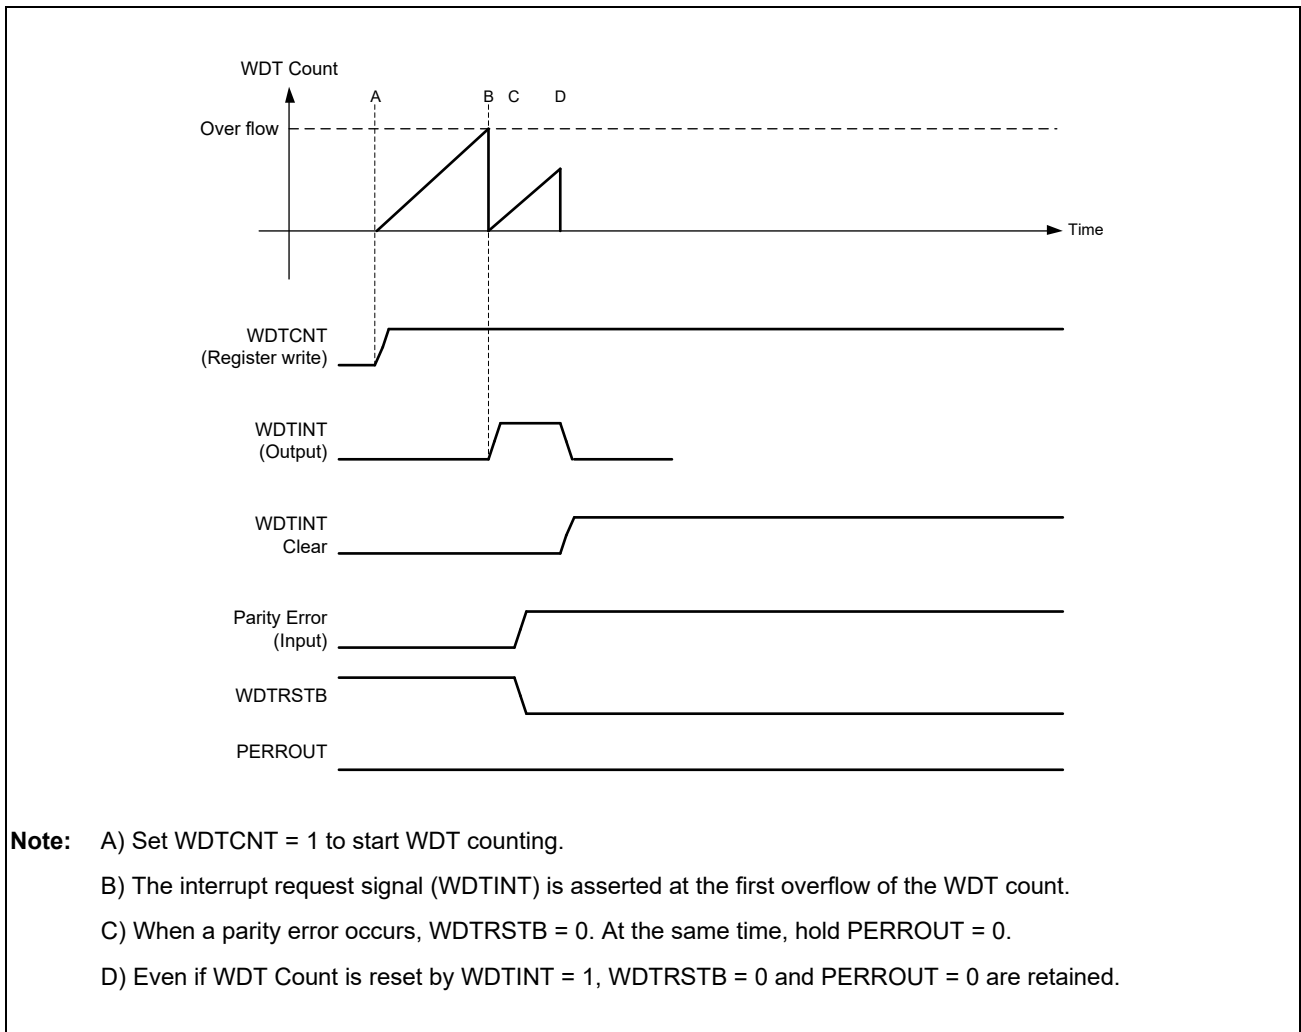 WDT Count
A B C D
Over flow
Time
WDTCNT
(Register write)
WDTINT
(Output)
WDTINT
Clear
Parity Error
(Input)
WDTRSTB
PERROUT
Note: A) Set WDTCNT = 1 to start WDT counting.
B) The interrupt request signal (WDTINT) is asserted at the first overflow of the WDT count.
C) When a parity error occurs, WDTRSTB = 0. At the same time, hold PERROUT = 0.
D) Even if WDT Count is reset by WDTINT = 1, WDTRSTB = 0 and PERROUT = 0 are retained.